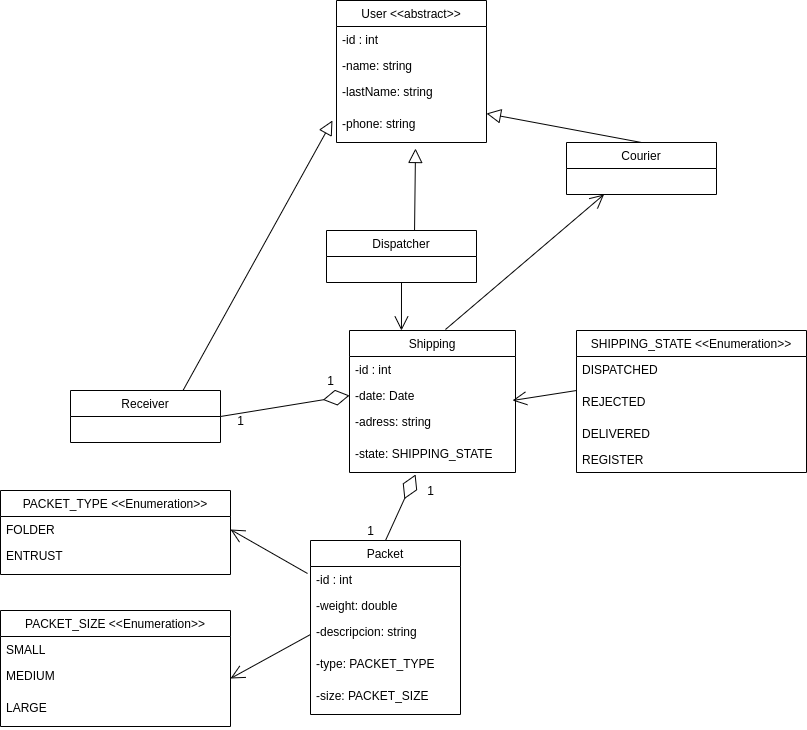 User <<abstract>>
-id : int
-name: string
-lastName: string
-phone: string
Courier
Dispatcher
Shipping
-id : int
-date: Date
-adress: string
-state: SHIPPING_STATE
SHIPPING_STATE <<Enumeration>>
DISPATCHED
REJECTED
DELIVERED
REGISTER
Receiver
1
1
1
1
PACKET_TYPE <<Enumeration>>
FOLDER
ENTRUST
PACKET_SIZE <<Enumeration>>
SMALL
MEDIUM
LARGE
Packet
-id : int
-weight: double
-descripcion: string
-type: PACKET_TYPE
-size: PACKET_SIZE